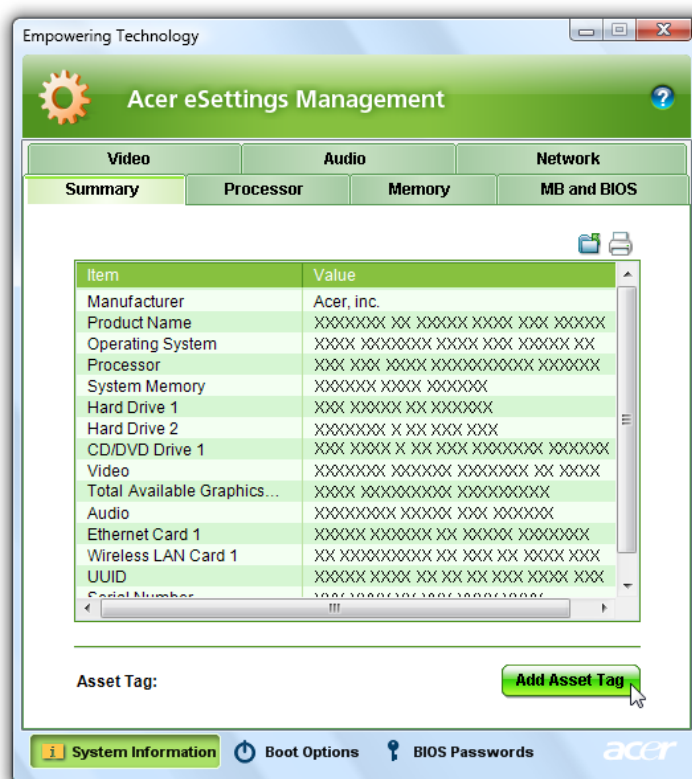 Empowering Technology
Acer eSettings Management
Video Audio Network
Summary Processor Memory MB and BIOS
Item Value
Manufacturer Acer, inc.
Product Name XXXXXXX XX XXXXX XXXX XXX XXXXX
Operating System XXXX XXXXXXX XXXX XXX XXXXX XX
Processor XXX XXX XXXX XXXXXXXXXX XXXXXX
System Memory XXXXXX XXXX XXXXXX
Hard Drive 1 XXX XXXXX XX XXXXXX
Hard Drive 2 XXXXXXX X XX XXX XXX
CD/DVD Drive 1 XXX XXXX X XX XXX XXXXXXX XXXXXX
Video XXXXXXX XXXXXXX XXXXXXX XX XXXX
Total Available Graphics... XXXX XXXXXXXXX XXXXXXXXX
Audio XXXXXXXX XXXXX XXX XXXXXX
Ethernet Card 1 XXXXX XXXXXX XX XXXXX XXXXXXX
Wireless LAN Card 1 XX XXXXXXXXX XX XXX XX XXXX XXX
UUID XXXXX XXXX XX XX XX XXX XXXX XXX
Serial Number
Asset Tag: Add Asset Tag
System Information Boot Options BIOS Passwords acer